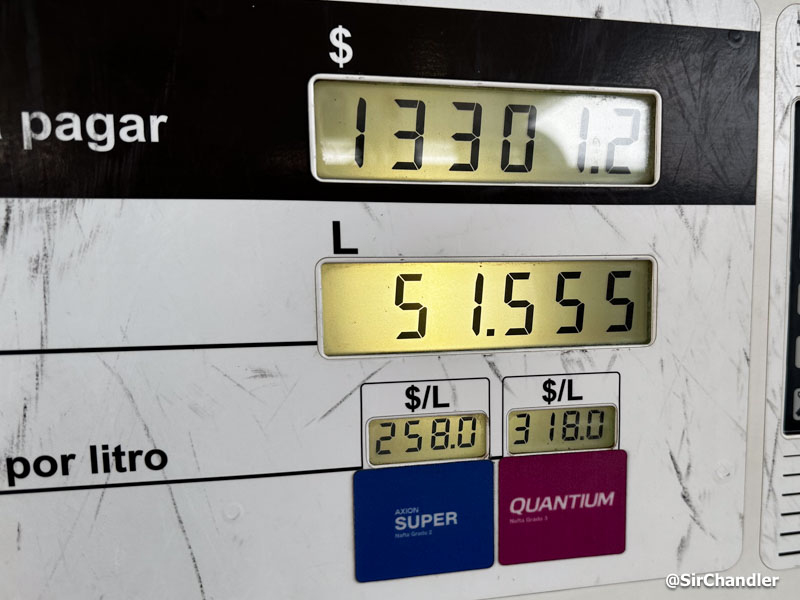 $
pagar
13301.2
L
51.555
$/L
$/L
258.0
318.0
por litro
AXION
SUPER
Nafta Grado 2
QUANTIUM
Nafta Grado 3
@SirChandler